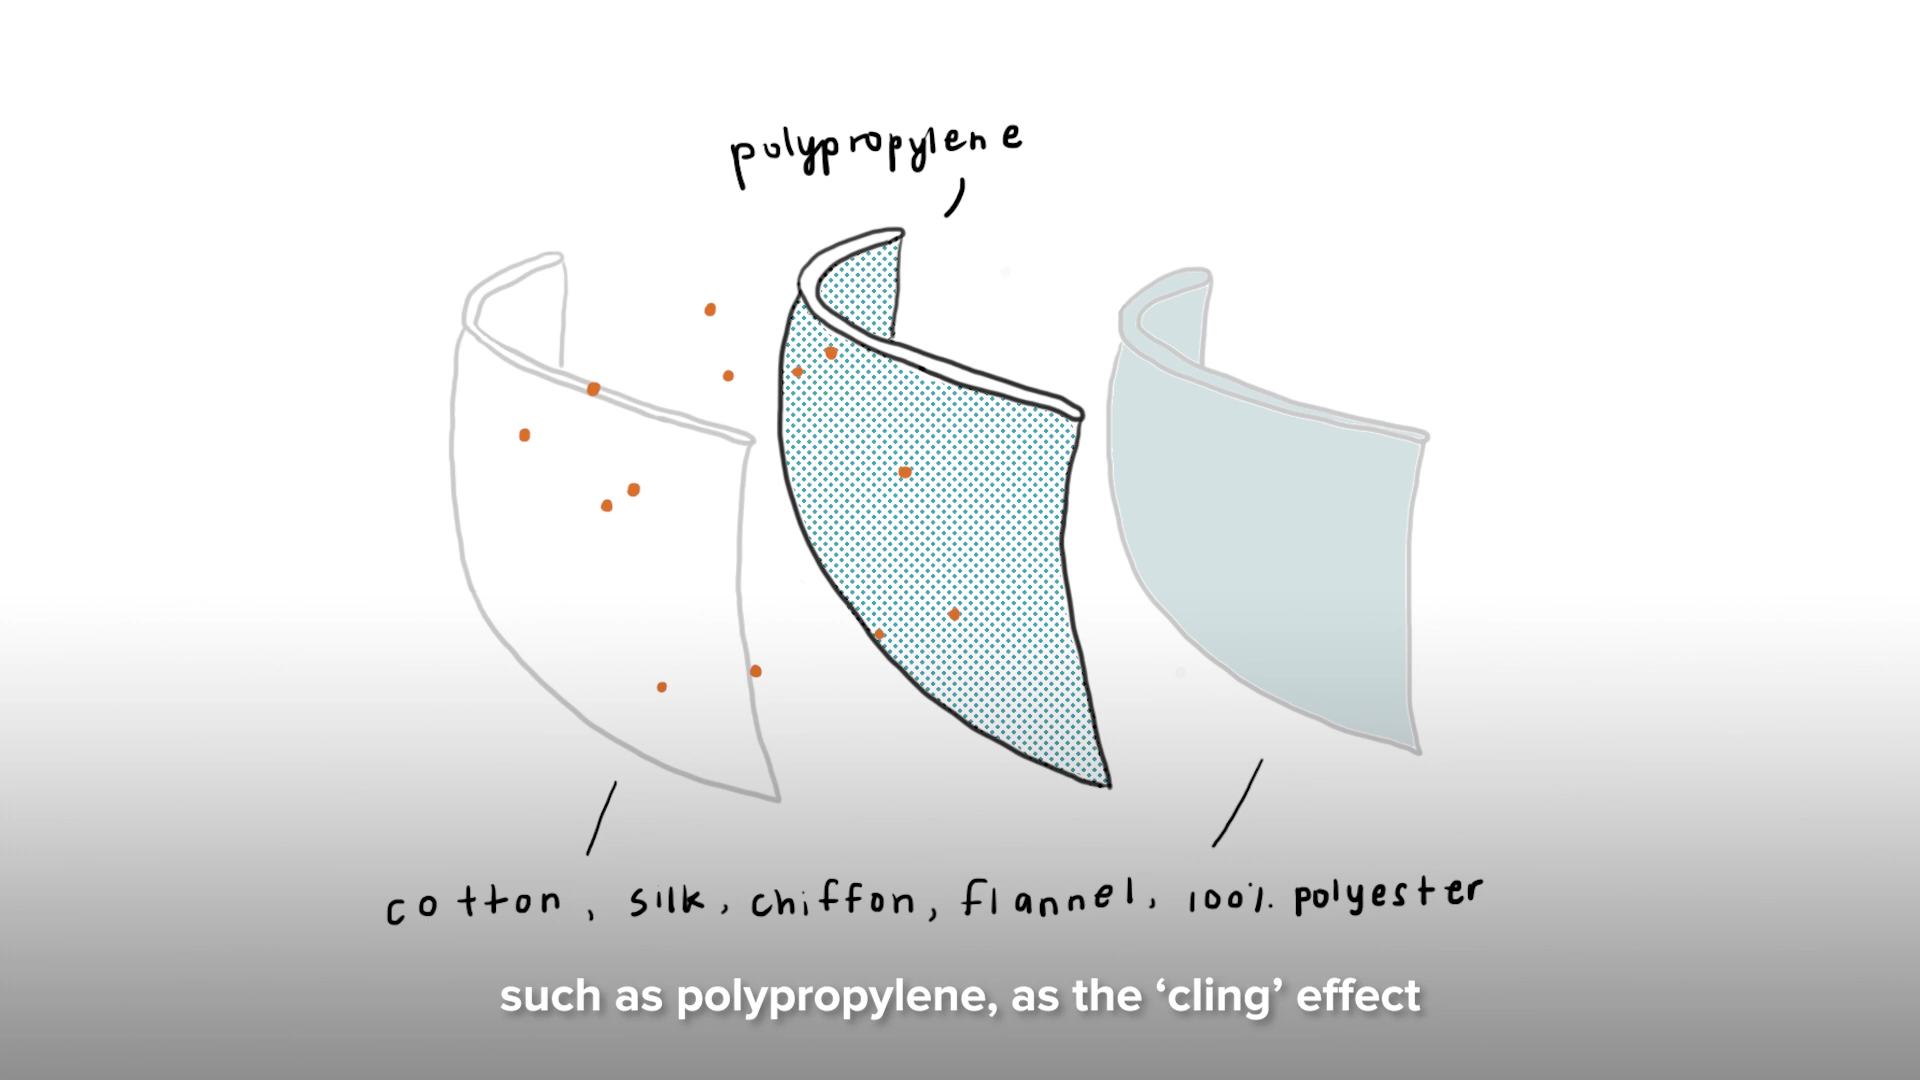 polypropylene
cotton, silk, chiffon, flannel, 100% polyester
such as polypropylene, as the ‘cling’ effect